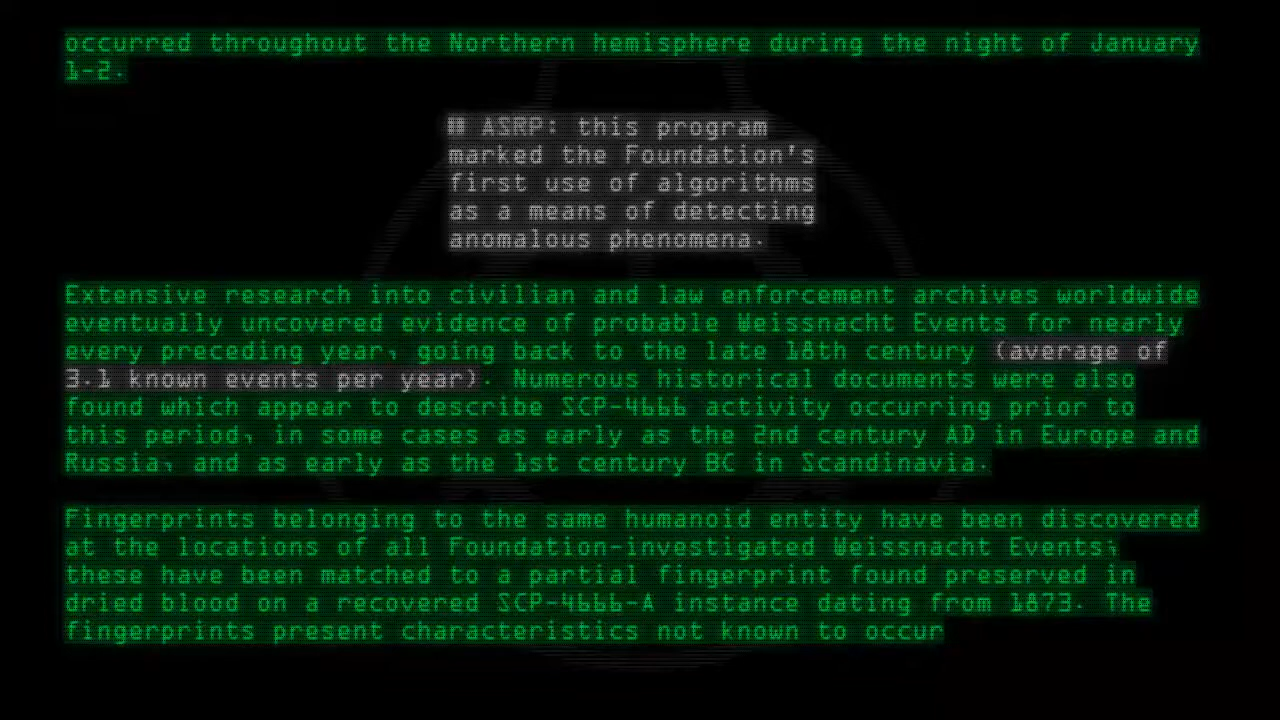 occurred throughout the Northern hemisphere during the night of January
1-2.
ASRP: this program
marked the Foundation's
first use of algorithms
as a means of detecting
anomalous phenomena.
Extensive research into civilian and law enforcement archives worldwide
eventually uncovered evidence of probable Weissnacht Events for nearly
every preceding year, going back to the late 18th century (average of
3.1 known events per year). Numerous historical documents were also
found which appear to describe SCP-4666 activity occurring prior to
this period, in some cases as early as the 2nd century AD in Europe and
Russia, and as early as the 1st century BC in Scandinavia.
Fingerprints belonging to the same humanoid entity have been discovered
at the locations of all Foundation-investigated Weissnacht Events;
these have been matched to a partial fingerprint found preserved in
dried blood on a recovered SCP-4666-A instance dating from 1873. The
fingerprints present characteristics not known to occur